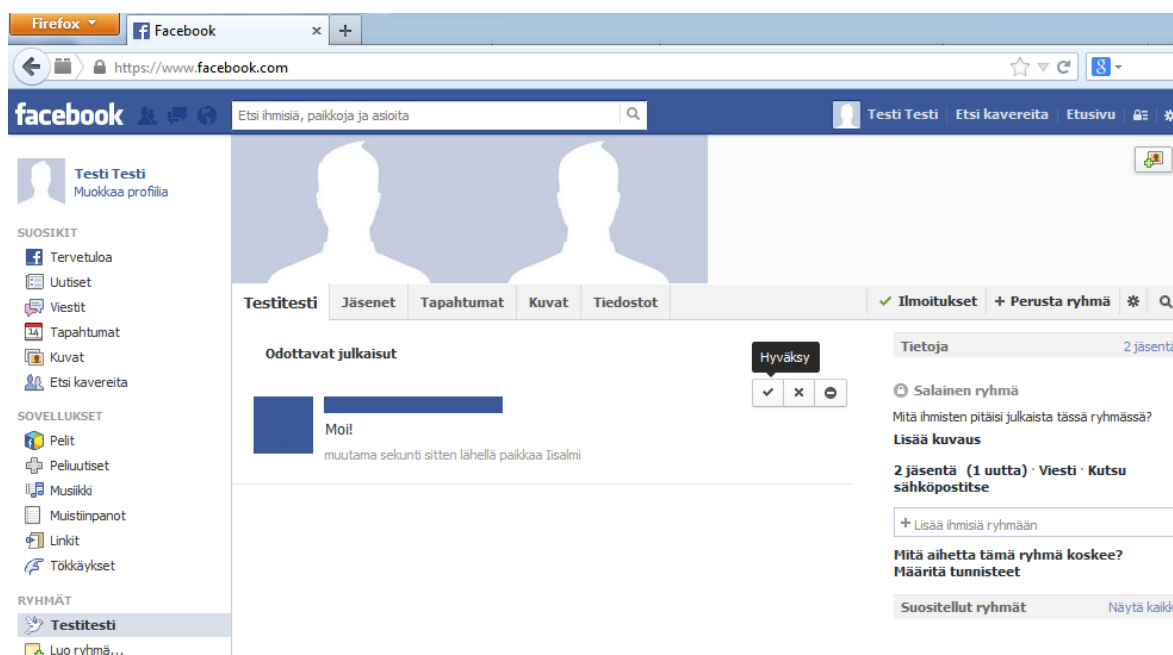 Firefox
Facebook
https://www.facebook.com
facebook
Etsi ihmisiä, paikkoja ja asioita
Testi Testi
Etsi kavereita
Etusivu
Testi Testi
Muokkaa profiilia
SUOSIKIT
Tervetuloa
Uutiset
Viestit
14
Tapahtumat
Kuvat
Etsi kavereita
SOVELLUKSET
Pelit
Peliuutiset
Musiikki
Muistiinpanot
Linkit
Tökkäykset
RYHMÄT
Testitesti
Luo ryhmä...
Testitesti
Jäsenet
Tapahtumat
Kuvat
Tiedostot
Ilmoitukset
+ Perusta ryhmä
Odottavat julkaisut
Hyväksy
Moi!
muutama sekunti sitten lähellä paikkaa Iisalmi
Tietoja
2 jäsentä
Salainen ryhmä
Mitä ihmisten pitäisi julkaista tässä ryhmässä?
Lisää kuvaus
2 jäsentä (1 uutta) · Viesti · Kutsu
sähköpostitse
+ Lisää ihmisiä ryhmään
Mitä aihetta tämä ryhmä koskee?
Määritä tunnisteet
Suositellut ryhmät
Näytä kaikk